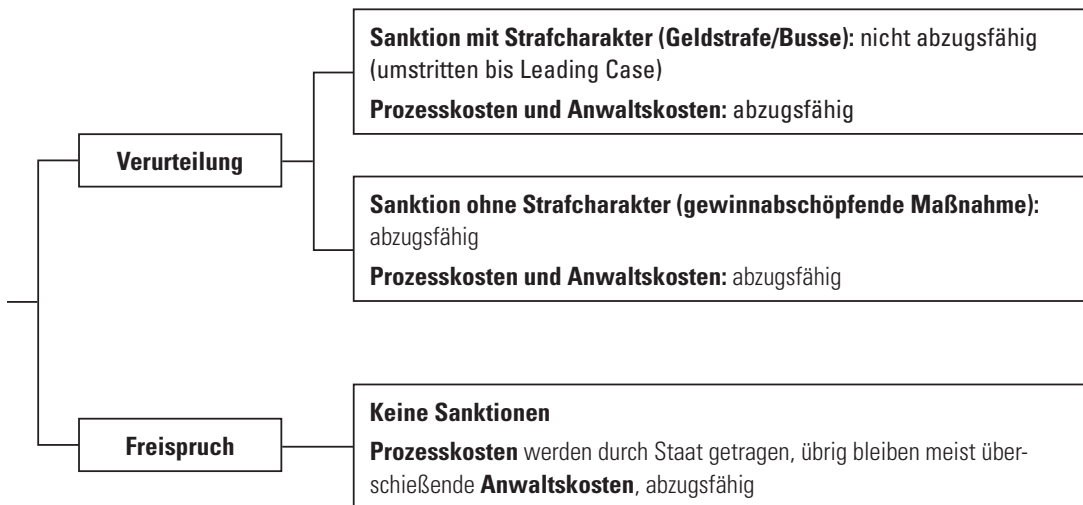 Sanktion mit Strafcharakter (Geldstrafe/Busse): nicht abzugsfähig
(umstritten bis Leading Case)
Prozesskosten und Anwaltskosten: abzugsfähig
Verurteilung
Sanktion ohne Strafcharakter (gewinnabschöpfende Maßnahme):
abzugsfähig
Prozesskosten und Anwaltskosten: abzugsfähig
Freispruch
Keine Sanktionen
Prozesskosten werden durch Staat getragen, übrig bleiben meist über-
schießende Anwaltskosten, abzugsfähig